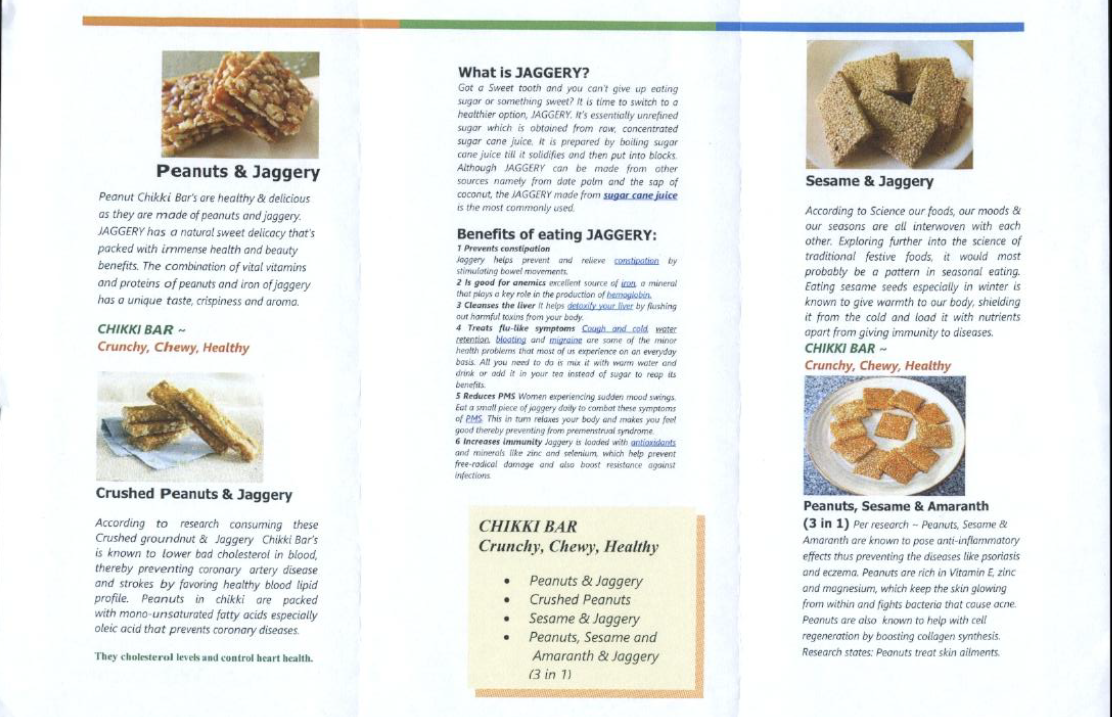 Peanuts & Jaggery
Peanut Chikki Bar's are healthy & delicious
as they are made of peanuts and jaggery.
JAGGERY has a natural sweet delicacy that's
packed with immense health and beauty
benefits. The combination of vital vitamins
and proteins of peanuts and iron of jaggery
has a unique taste, crispiness and aroma.
CHIKKI BAR ~
Crunchy, Chewy, Healthy
Crushed Peanuts & Jaggery
According to research consuming these
Crushed groundnut & Jaggery Chikki Bar's
is known to lower bad cholesterol in blood,
thereby preventing coronary artery disease
and strokes by favoring healthy blood lipid
profile. Peanuts in chikki are packed
with mono-unsaturated fatty acids especially
oleic acid that prevents coronary diseases.
They cholesterol levels and control heart health.
What is JAGGERY?
Got a Sweet tooth and you can't give up eating
sugar or something sweet? It is time to switch to a
healthier option, JAGGERY. It's essentially unrefined
sugar which is obtained from raw, concentrated
sugar cane juice. It is prepared by boiling sugar
cane juice till it solidifies and then put into blocks.
Although JAGGERY can be made from other
sources namely from date palm and the sap of
coconut, the JAGGERY made from sugar cane juice
is the most commonly used.
Benefits of eating JAGGERY:
1 Prevents constipation
Jaggery helps prevent and relieve constipation by
stimulating bowel movements.
2 Is good for anemics excellent source of iron, a mineral
that plays a key role in the production of hemoglobin.
3 Cleanses the liver It helps detoxify your liver by flushing
out harmful toxins from your body.
4 Treats flu-like symptoms Cough and cold, water
retention, bloating and migraine are some of the minor
health problems that most of us experience on an everyday
basis. All you need to do is mix it with warm water and
drink or add it in your tea instead of sugar to reap its
benefits.
5 Reduces PMS Women experiencing sudden mood swings.
Eat a small piece of jaggery daily to combat these symptoms
of PMS. This in turn relaxes your body and makes you feel
good thereby preventing from premenstrual syndrome.
6 Increases immunity Jaggery is loaded with antioxidants
and minerals like zinc and selenium, which help prevent
free-radical damage and also boost resistance against
infections.
CHIKKI BAR
Crunchy, Chewy, Healthy
• Peanuts & Jaggery
• Crushed Peanuts
• Sesame & Jaggery
• Peanuts, Sesame and
Amaranth & Jaggery
(3 in 1)
Sesame & Jaggery
According to Science our foods, our moods &
our seasons are all interwoven with each
other. Exploring further into the science of
traditional festive foods, it would most
probably be a pattern in seasonal eating.
Eating sesame seeds especially in winter is
known to give warmth to our body, shielding
it from the cold and load it with nutrients
apart from giving immunity to diseases.
CHIKKI BAR ~
Crunchy, Chewy, Healthy
Peanuts, Sesame & Amaranth
(3 in 1) Per research ~ Peanuts, Sesame &
Amaranth are known to pose anti-inflammatory
effects thus preventing the diseases like psoriasis
and eczema. Peanuts are rich in Vitamin E, zinc
and magnesium, which keep the skin glowing
from within and fights bacteria that cause acne.
Peanuts are also known to help with cell
regeneration by boosting collagen synthesis.
Research states: Peanuts treat skin ailments.